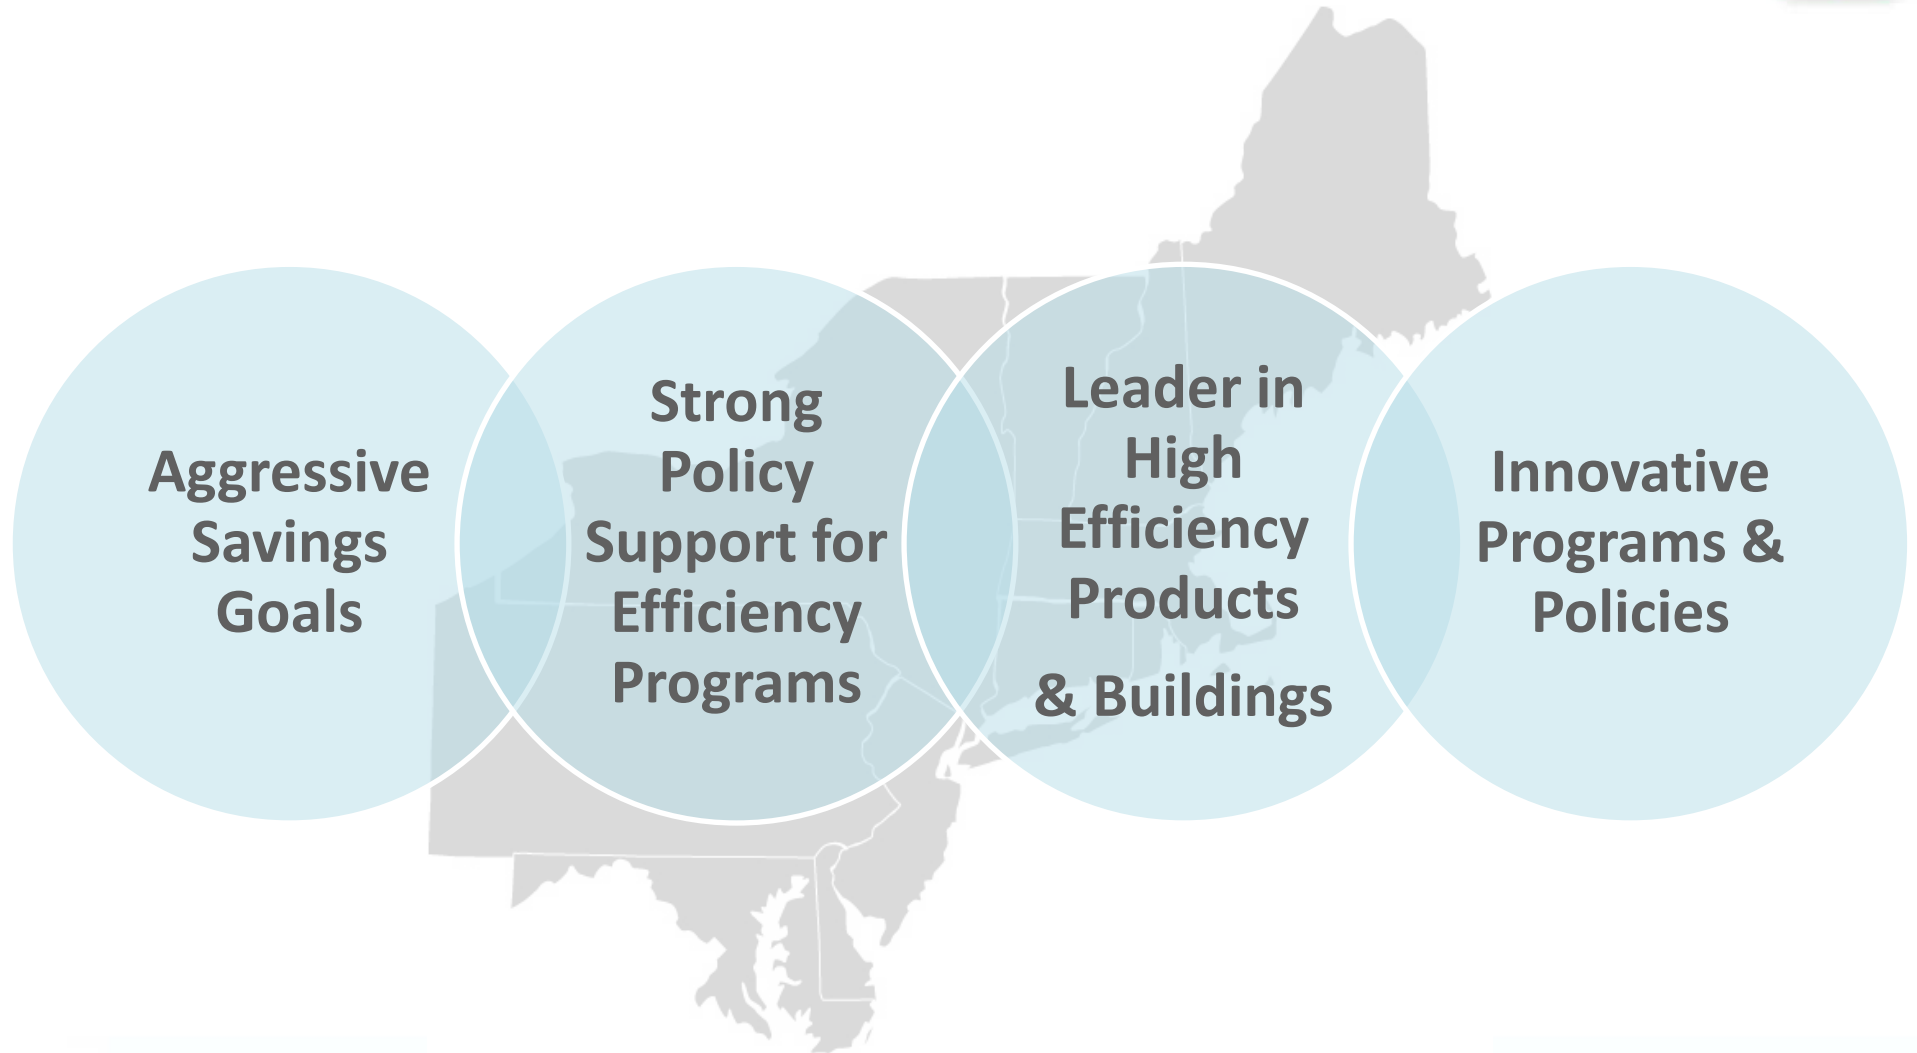 Aggressive
Savings
Goals
Strong
Policy
Support for
Efficiency
Programs
Leader in
High
Efficiency
Products
& Buildings
Innovative
Programs &
Policies